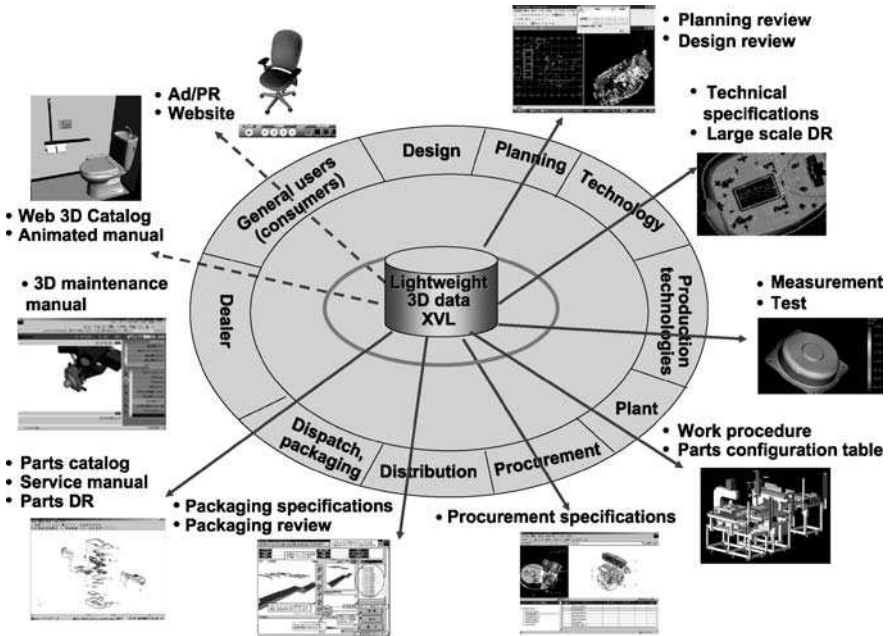 • Planning review
• Design review
• Ad/PR
• Website
• Technical
specifications
• Large scale DR
Design
Planning
Technology
General users
(consumers)
• Web 3D Catalog
• Animated manual
• 3D maintenance
manual
Lightweight
3D data
XVL
Dealer
Production
technologies
• Measurement
• Test
Plant
Dispatch,
packaging
Distribution
Procurement
• Work procedure
• Parts configuration table
• Parts catalog
• Service manual
• Parts DR
• Packaging specifications
• Packaging review
• Procurement specifications